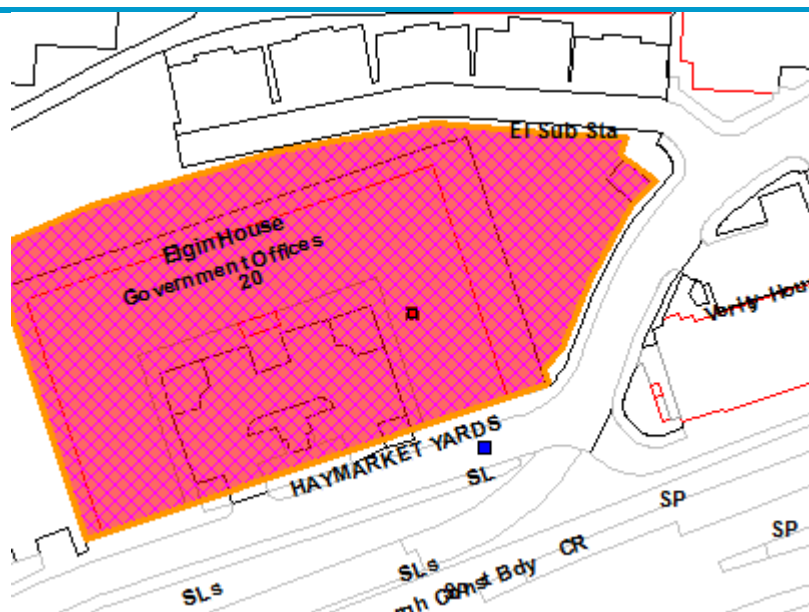 El Sub Sta
Elgin House
Government Offices
20
Verity Hou
HAYMARKET YARDS
SL
SP
SP
CR
SLs
Const Bdy
SLs